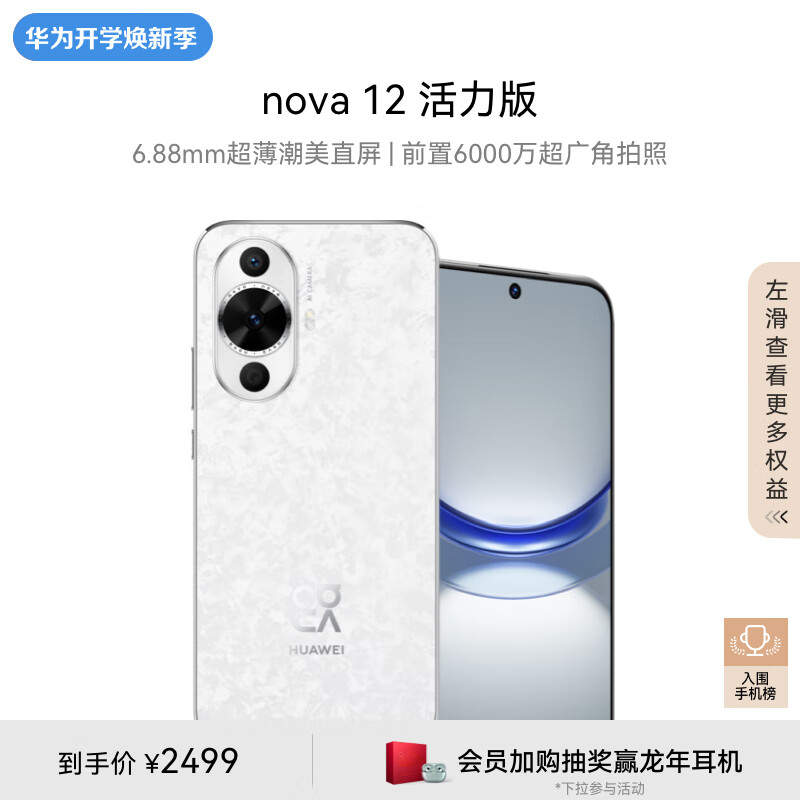 华为开学焕新季
nova 12 活力版
6.88mm超薄潮美直屏 | 前置6000万超广角拍照
AI CAMERA
HUAWEI
左滑查看更多权益
入围
手机榜
到手价 ¥2499
会员加购抽奖赢龙年耳机
*下拉参与活动